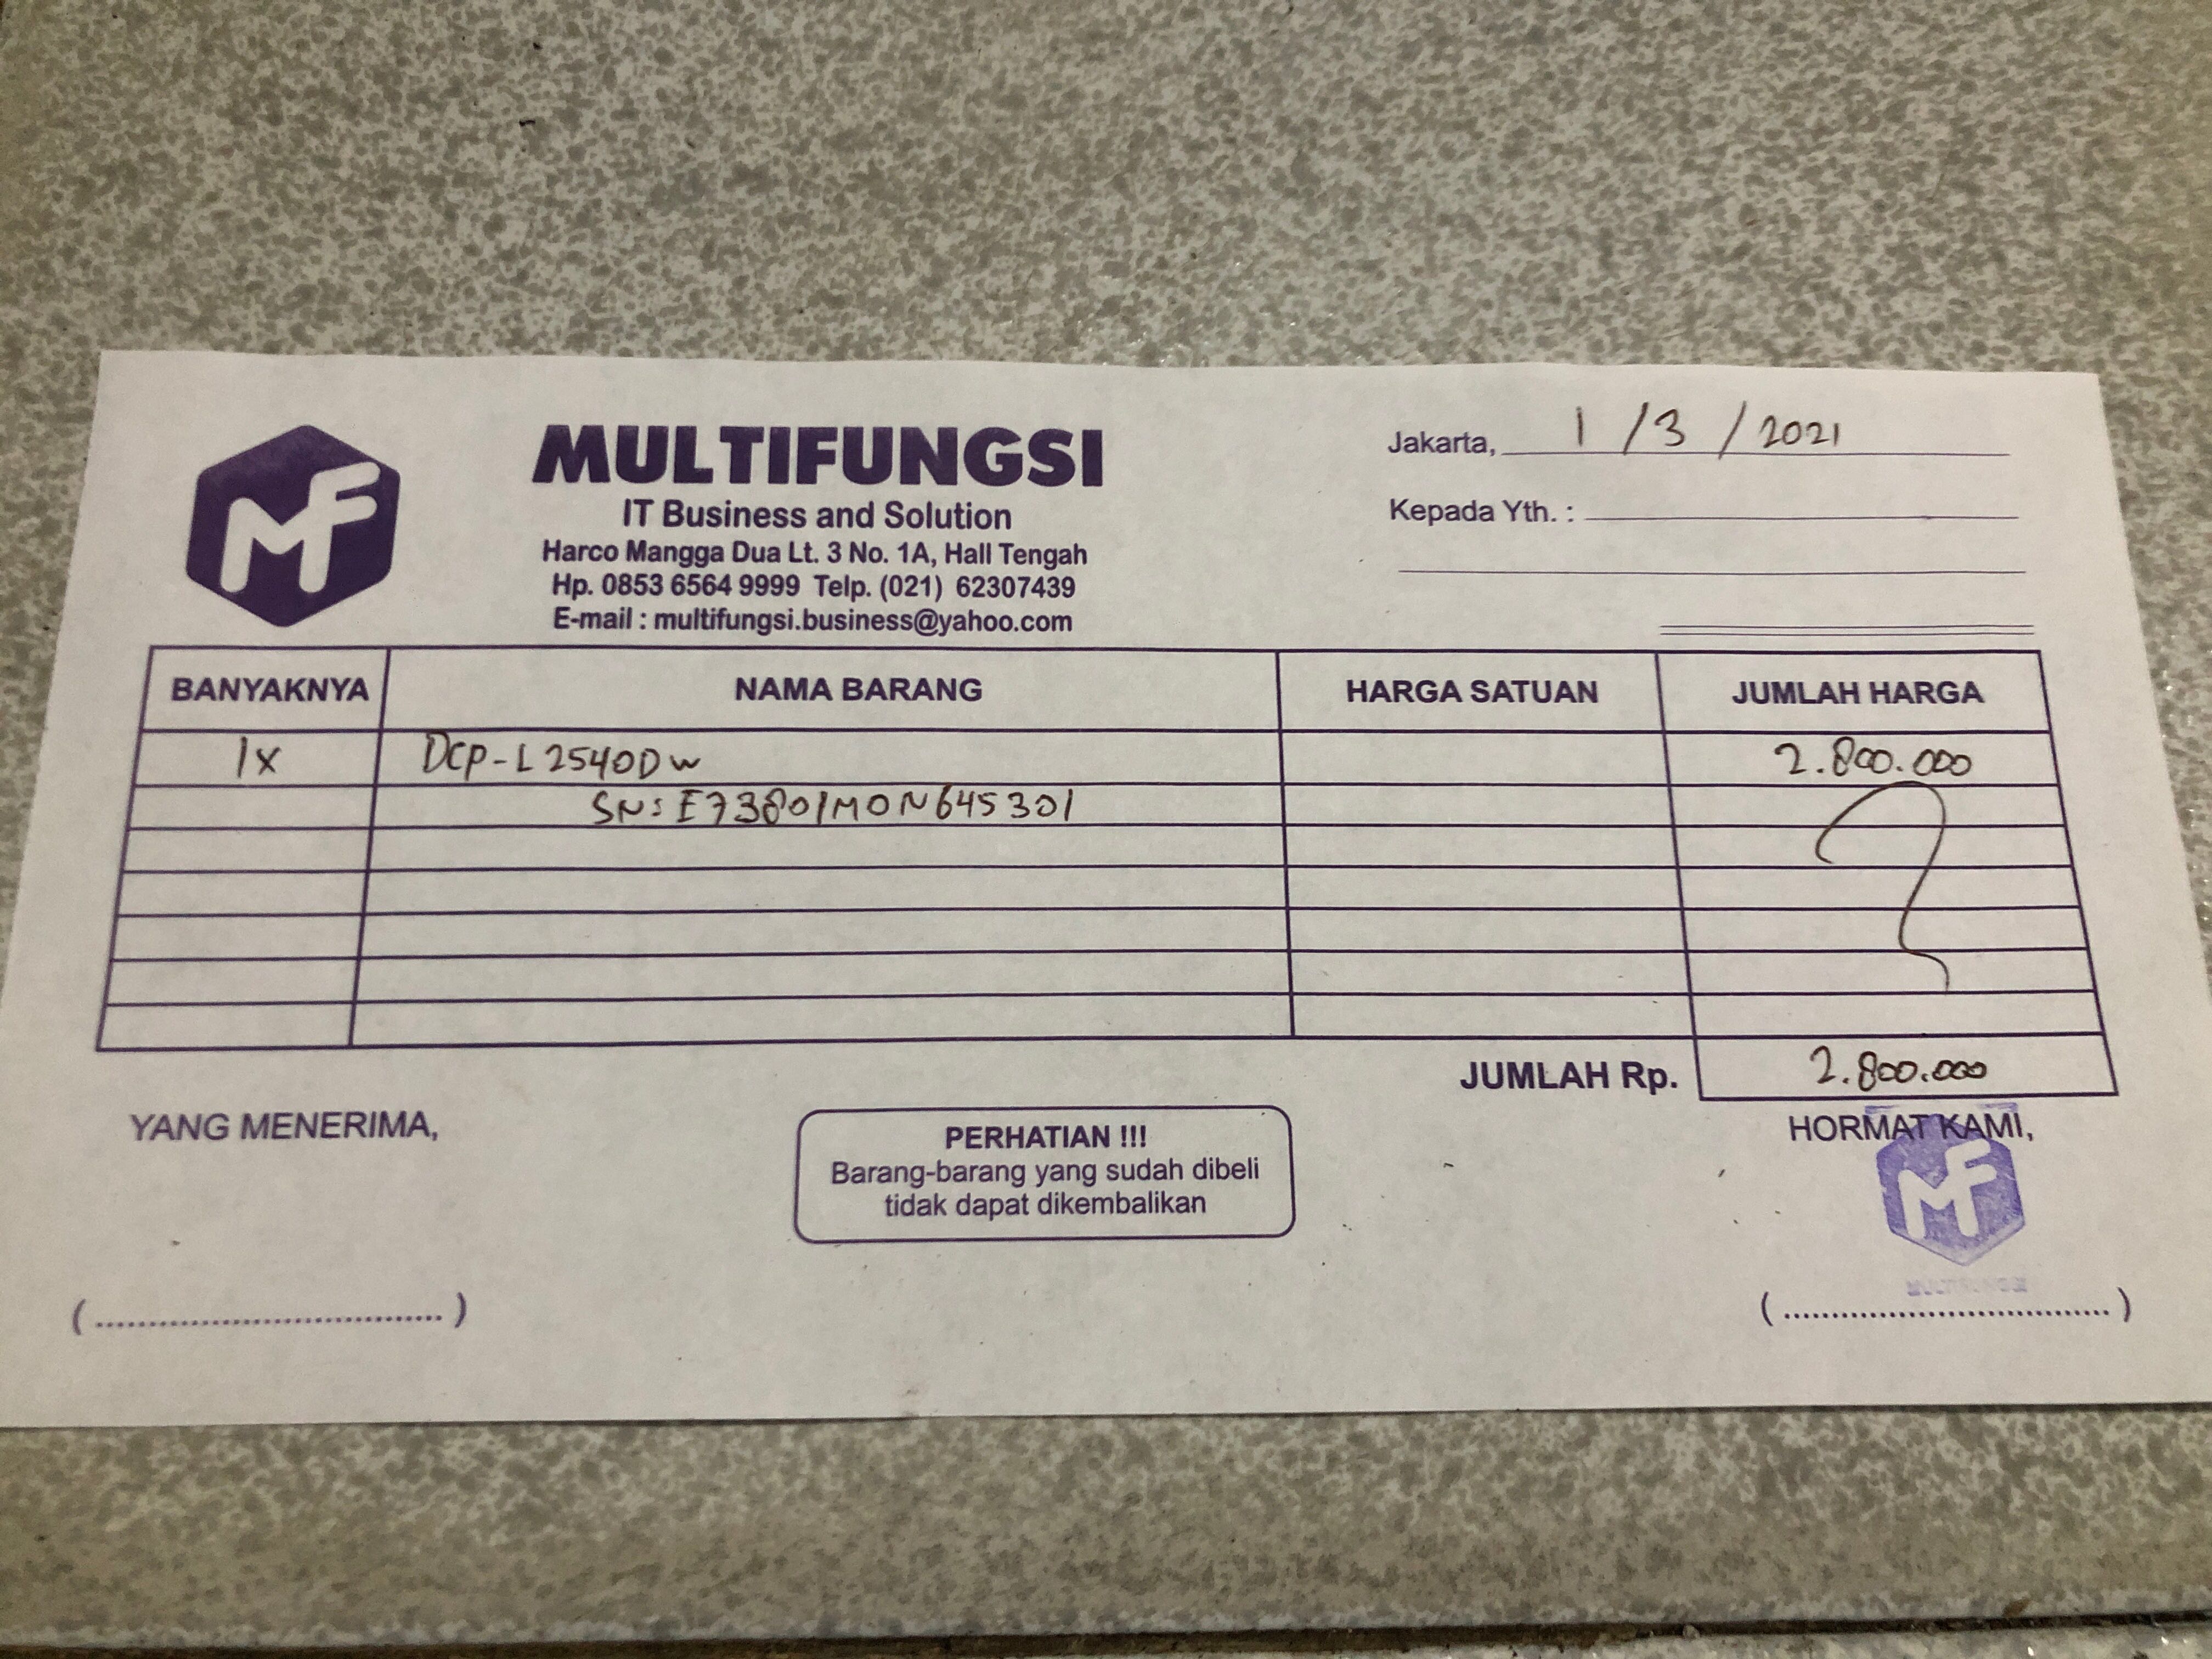 MF
MULTIFUNGSI
IT Business and Solution
Harco Mangga Dua Lt. 3 No. 1A, Hall Tengah
Hp. 0853 6564 9999 Telp. (021) 62307439
E-mail : multifungsi.business@yahoo.com
Jakarta, 1 / 3 / 2021
Kepada Yth. :
BANYAKNYA NAMA BARANG HARGA SATUAN JUMLAH HARGA
1x DCP-L2540DW 2.800.000
SN: E73801M0N645301
JUMLAH Rp. 2.800.000
YANG MENERIMA,
PERHATIAN !!!
Barang-barang yang sudah dibeli
tidak dapat dikembalikan
HORMAT KAMI,
MF
MULTIFUNGSI
(....................................)
(....................................)